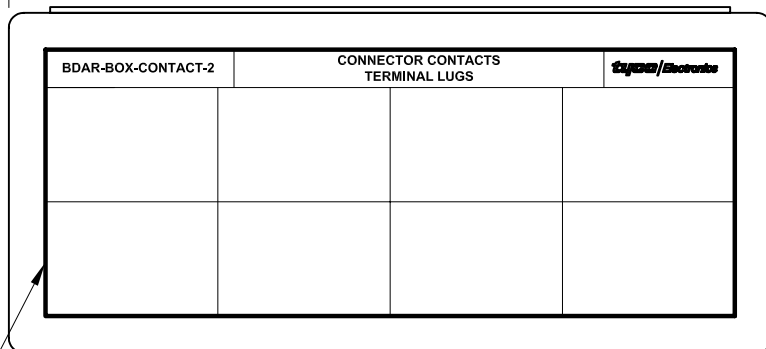 BDAR-BOX-CONTACT-2
CONNECTOR CONTACTS
TERMINAL LUGS
tyco/Electronics